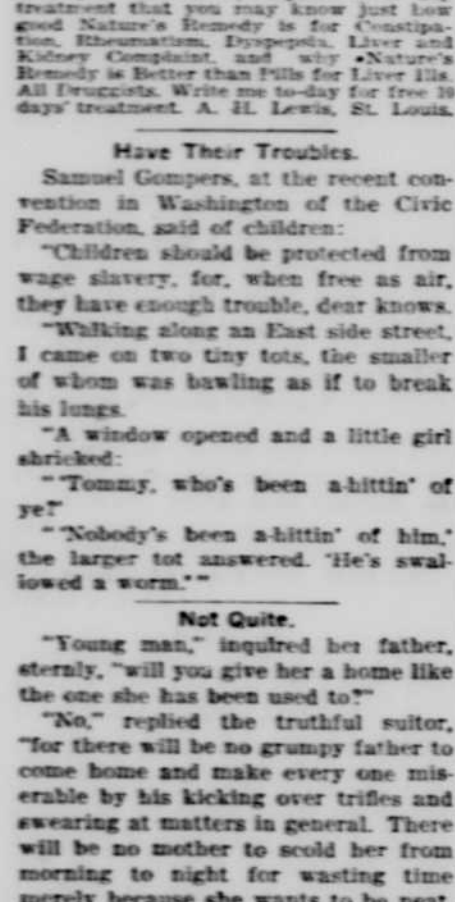 treatment that you may know just how
good Nature's Remedy is for Constipa-
tion, Rheumatism, Dyspepsia, Liver and
Kidney Complaint, and why Nature's
Remedy is Better than Pills for Liver Ills.
All Druggists. Write me to-day for free 10
days' treatment. A. H. Lewis, St. Louis.
Have Their Troubles.
Samuel Gompers, at the recent con-
vention in Washington of the Civic
Federation, said of children:
"Children should be protected from
wage slavery, for, when free as air,
they have enough trouble, dear knows.
"Walking along an East side street,
I came on two tiny tots, the smaller
of whom was bawling as if to break
his lungs.
"A window opened and a little girl
shrieked:
"'Tommy, who's been a-hittin' of
ye?'
"'Nobody's been a-hittin' of him,'
the larger tot answered. 'He's swal-
lowed a worm.'"
Not Quite.
"Young man," inquired her father,
sternly, "will you give her a home like
the one she has been used to?"
"No," replied the truthful suitor,
"for there will be no grumpy father to
come home and make every one mis-
erable by his kicking over trifles and
swearing at matters in general. There
will be no mother to scold her from
morning to night for wasting time
merely because she wants to be neat,